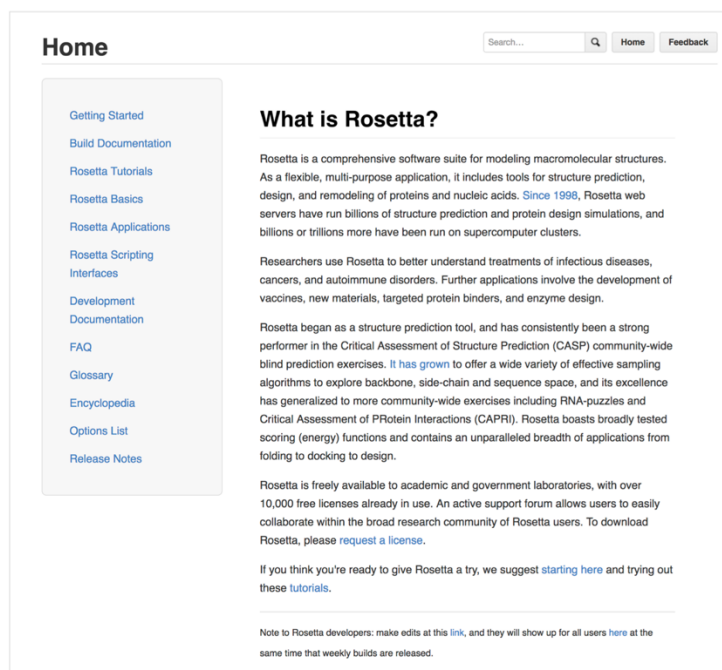 Home
Search...
Home
Feedback
Getting Started
Build Documentation
Rosetta Tutorials
Rosetta Basics
Rosetta Applications
Rosetta Scripting
Interfaces
Development
Documentation
FAQ
Glossary
Encyclopedia
Options List
Release Notes
What is Rosetta?
Rosetta is a comprehensive software suite for modeling macromolecular structures.
As a flexible, multi-purpose application, it includes tools for structure prediction,
design, and remodeling of proteins and nucleic acids. Since 1998, Rosetta web
servers have run billions of structure prediction and protein design simulations, and
billions or trillions more have been run on supercomputer clusters.
Researchers use Rosetta to better understand treatments of infectious diseases,
cancers, and autoimmune disorders. Further applications involve the development of
vaccines, new materials, targeted protein binders, and enzyme design.
Rosetta began as a structure prediction tool, and has consistently been a strong
performer in the Critical Assessment of Structure Prediction (CASP) community-wide
blind prediction exercises. It has grown to offer a wide variety of effective sampling
algorithms to explore backbone, side-chain and sequence space, and its excellence
has generalized to more community-wide exercises including RNA-puzzles and
Critical Assessment of PRotein Interactions (CAPRI). Rosetta boasts broadly tested
scoring (energy) functions and contains an unparalleled breadth of applications from
folding to docking to design.
Rosetta is freely available to academic and government laboratories, with over
10,000 free licenses already in use. An active support forum allows users to easily
collaborate within the broad research community of Rosetta users. To download
Rosetta, please request a license.
If you think you're ready to give Rosetta a try, we suggest starting here and trying out
these tutorials.
Note to Rosetta developers: make edits at this link, and they will show up for all users here at the
same time that weekly builds are released.